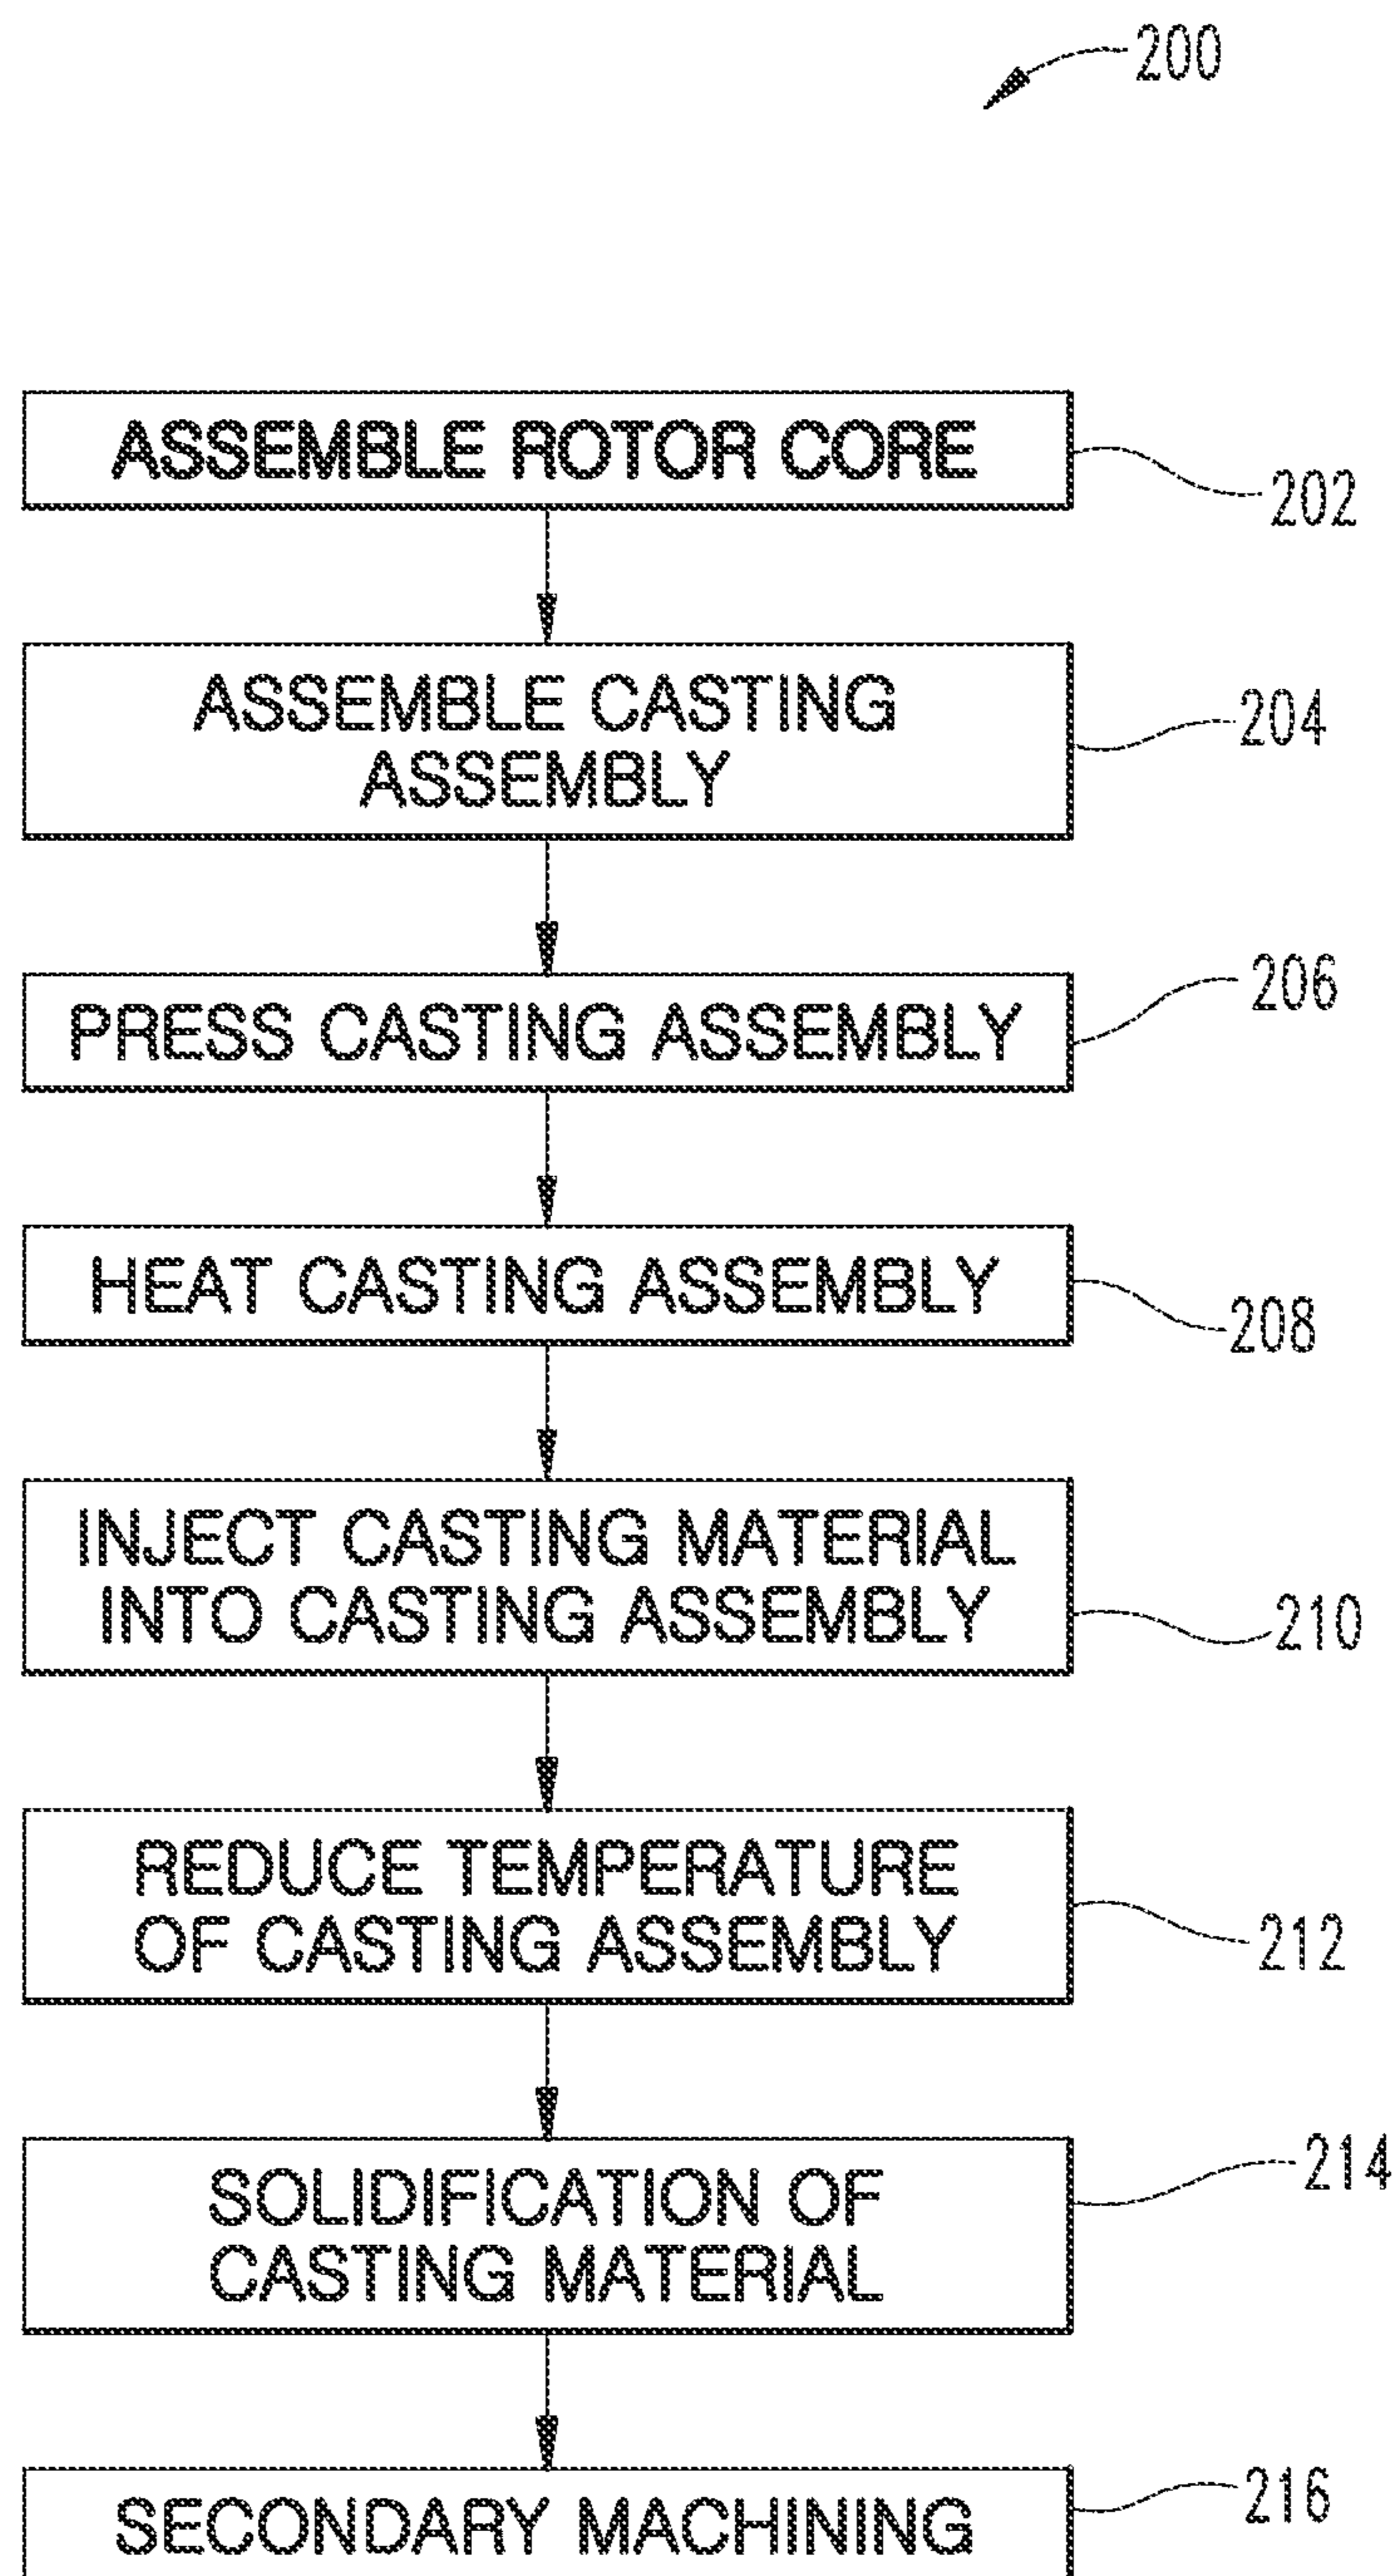 200
ASSEMBLE ROTOR CORE
202
ASSEMBLE CASTING
ASSEMBLY
204
PRESS CASTING ASSEMBLY
206
HEAT CASTING ASSEMBLY
208
INJECT CASTING MATERIAL
INTO CASTING ASSEMBLY
210
REDUCE TEMPERATURE
OF CASTING ASSEMBLY
212
SOLIDIFICATION OF
CASTING MATERIAL
214
SECONDARY MACHINING
216